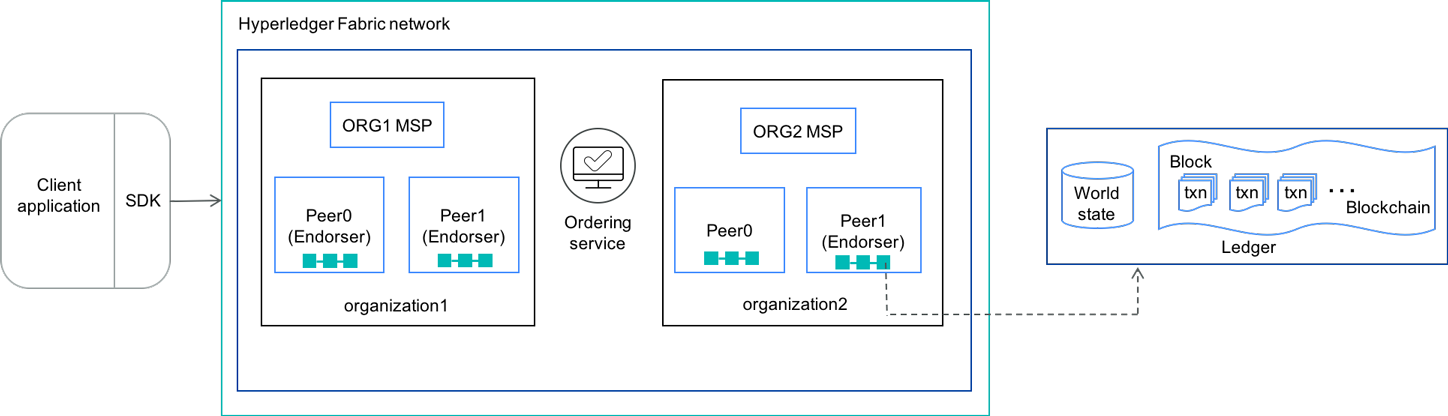 Hyperledger Fabric network
Client
application
SDK
ORG1 MSP
Peer0
(Endorser)
Peer1
(Endorser)
organization1
Ordering
service
ORG2 MSP
Peer0
Peer1
(Endorser)
organization2
World
state
Block
txn
txn
txn
...
Blockchain
Ledger